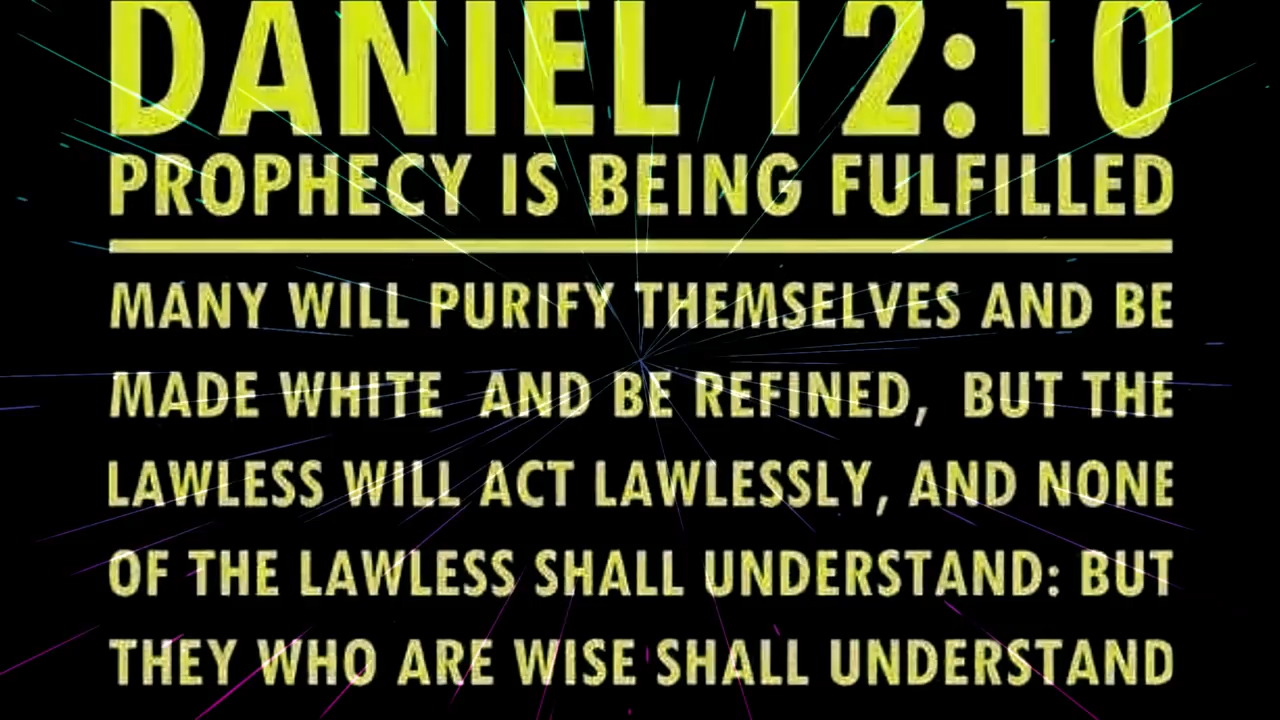 DANIEL 12:10
PROPHECY IS BEING FULFILLED
MANY WILL PURIFY THEMSELVES AND BE
MADE WHITE AND BE REFINED, BUT THE
LAWLESS WILL ACT LAWLESSLY, AND NONE
OF THE LAWLESS SHALL UNDERSTAND: BUT
THEY WHO ARE WISE SHALL UNDERSTAND